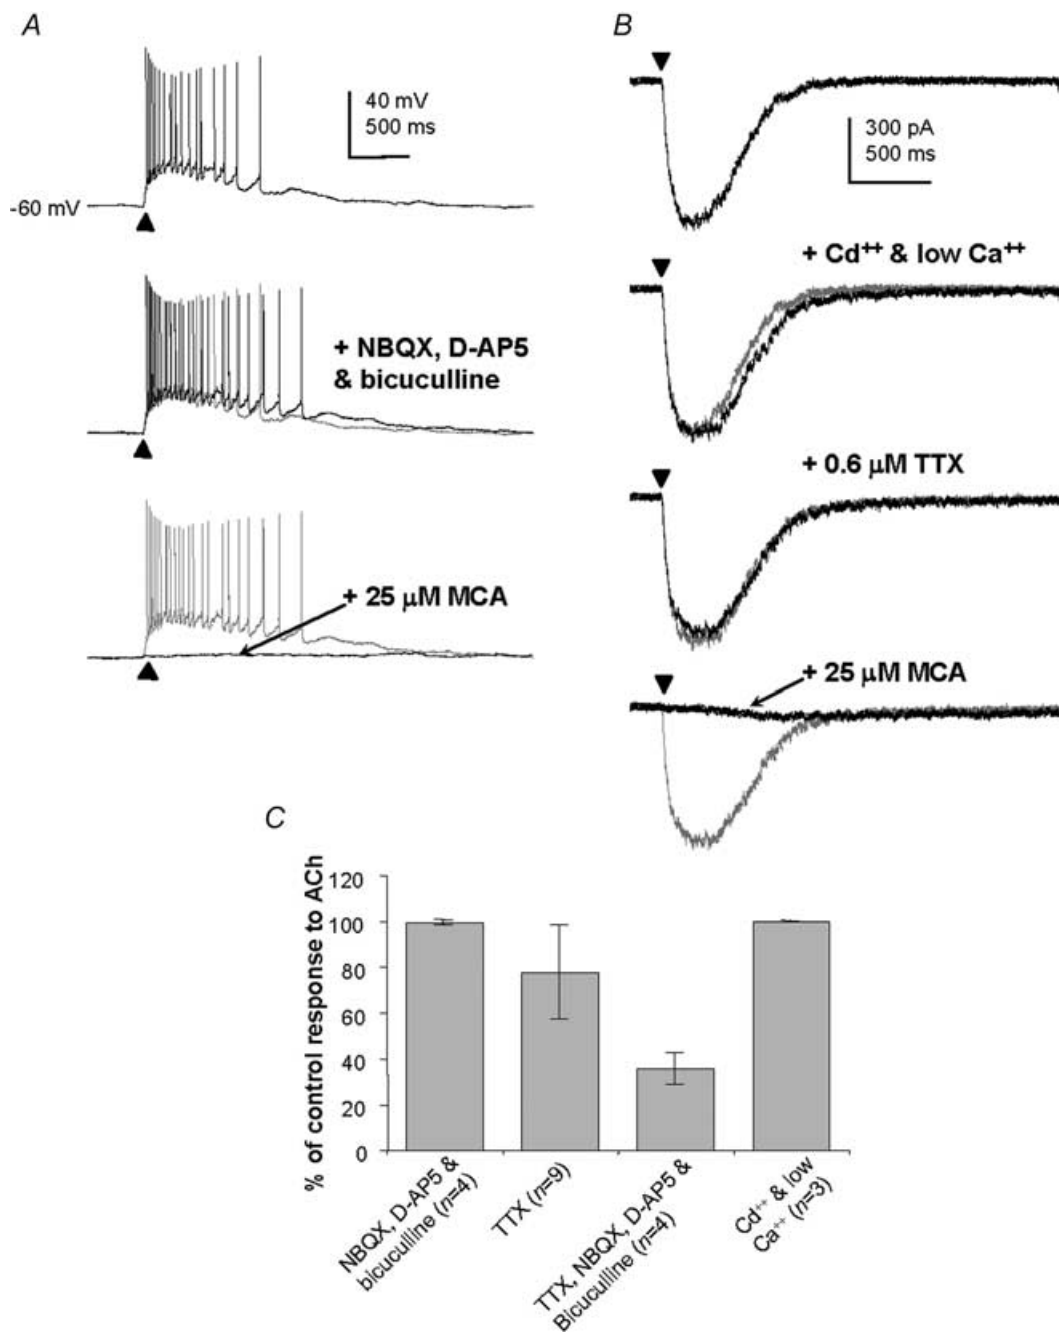 A
40 mV
500 ms
-60 mV
+ NBQX, D-AP5
& bicuculline
+ 25 μM MCA
B
300 pA
500 ms
+ Cd++ & low Ca++
+ 0.6 μM TTX
+ 25 μM MCA
C
% of control response to ACh
120
100
80
60
40
20
0
NBQX, D-AP5 &
bicuculline (n=4)
TTX (n=9)
TTX, NBQX, D-AP5 &
Bicuculline (n=4)
Cd++ & low
Ca++ (n=3)